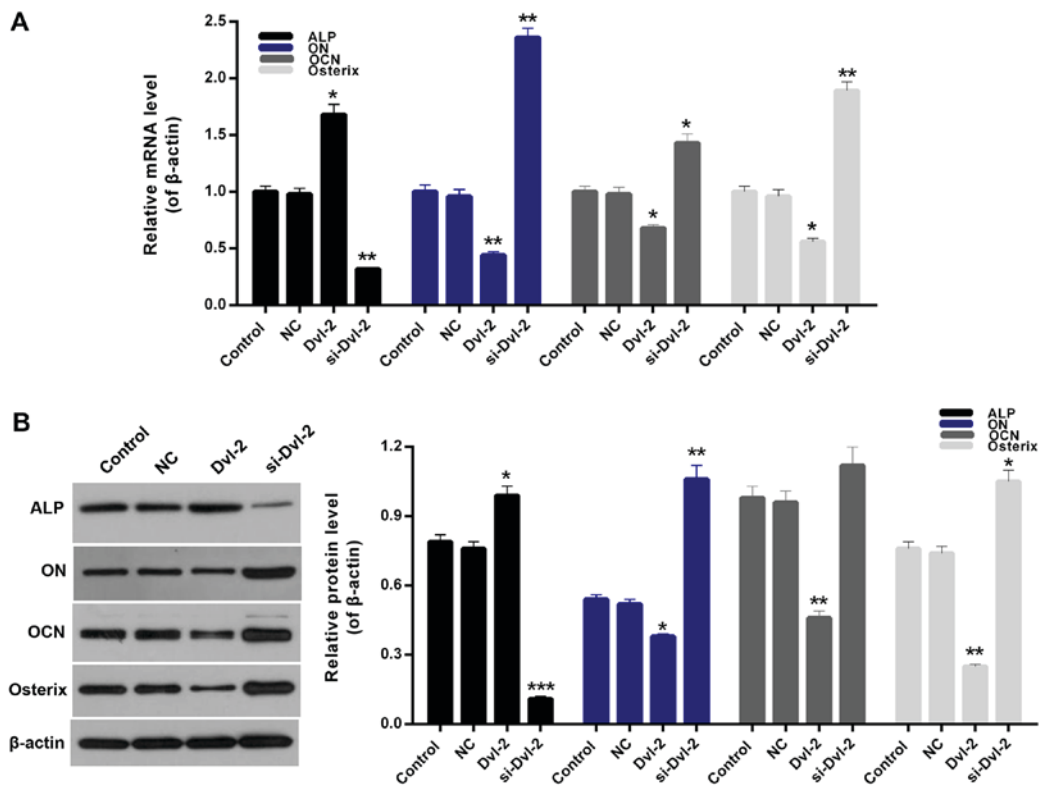 A
ALP
ON
OCN
Osterix
Relative mRNA level
(of β-actin)
2.5
2.0
1.5
1.0
0.5
0.0
* ** ** ** * * * **
Control NC Dvl-2 si-Dvl-2 Control NC Dvl-2 si-Dvl-2 Control NC Dvl-2 si-Dvl-2 Control NC Dvl-2 si-Dvl-2
B
Control NC Dvl-2 si-Dvl-2
ALP
ON
OCN
Osterix
β-actin
ALP
ON
OCN
Osterix
Relative protein level
(of β-actin)
1.2
0.9
0.6
0.3
0.0
* *** * ** ** ** *
Control NC Dvl-2 si-Dvl-2 Control NC Dvl-2 si-Dvl-2 Control NC Dvl-2 si-Dvl-2 Control NC Dvl-2 si-Dvl-2